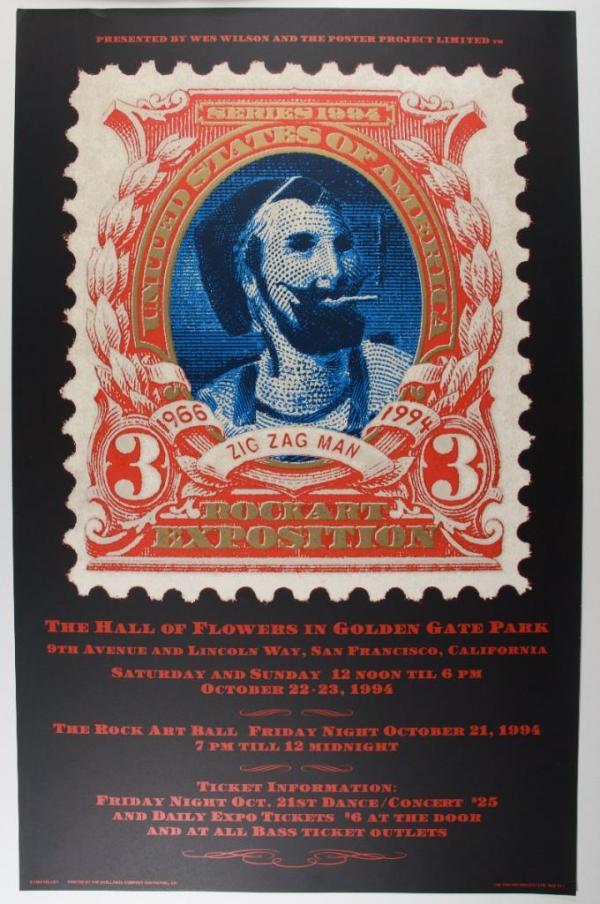 PRESENTED BY WES WILSON AND THE POSTER PROJECT LIMITED TM
SERIES 1994
UNITED STATES OF AMERICA
1966
1994
ZIG ZAG MAN
3
3
ROCKART
EXPOSITION
THE HALL OF FLOWERS IN GOLDEN GATE PARK
9TH AVENUE AND LINCOLN WAY, SAN FRANCISCO, CALIFORNIA
SATURDAY AND SUNDAY 12 NOON TIL 6 PM
OCTOBER 22-23, 1994
THE ROCK ART BALL FRIDAY NIGHT OCTOBER 21, 1994
7 PM TILL 12 MIDNIGHT
TICKET INFORMATION:
FRIDAY NIGHT OCT. 21ST DANCE/CONCERT $25
AND DAILY EXPO TICKETS $6 AT THE DOOR
AND AT ALL BASS TICKET OUTLETS